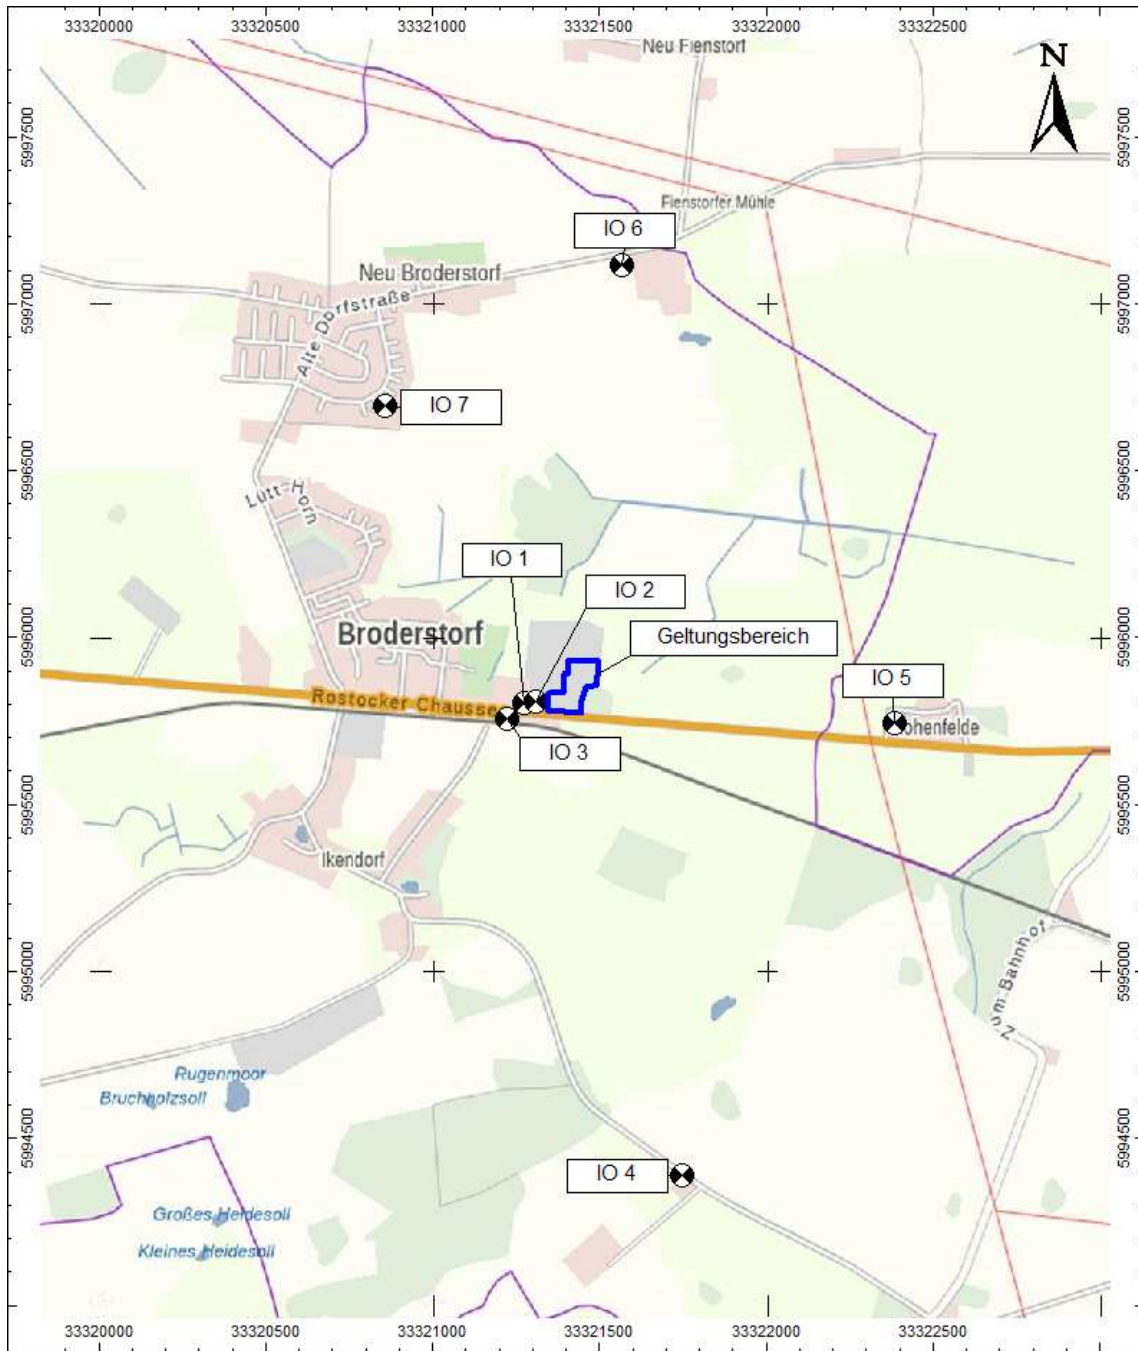 33320000 33320500 33321000 33321500 33322000 33322500
Neu Fienstorf
N
5997500
5997500
Fienstorfer Mühle
IO 6
Neu Broderstorf
Alte Dorfstraße
5997000
5997000
IO 7
5996500
5996500
Lütt Horn
IO 1
IO 2
Geltungsbereich
Broderstorf
5996000
5996000
IO 5
Rostocker Chaussee
Hohenfelde
IO 3
5995500
5995500
Ikendorf
Zum Bahnhof
5995000
5995000
Rugenmoor
Bruchholzsoll
5994500
5994500
IO 4
Großes Heidesoll
Kleines Heidesoll
33320000 33320500 33321000 33321500 33322000 33322500